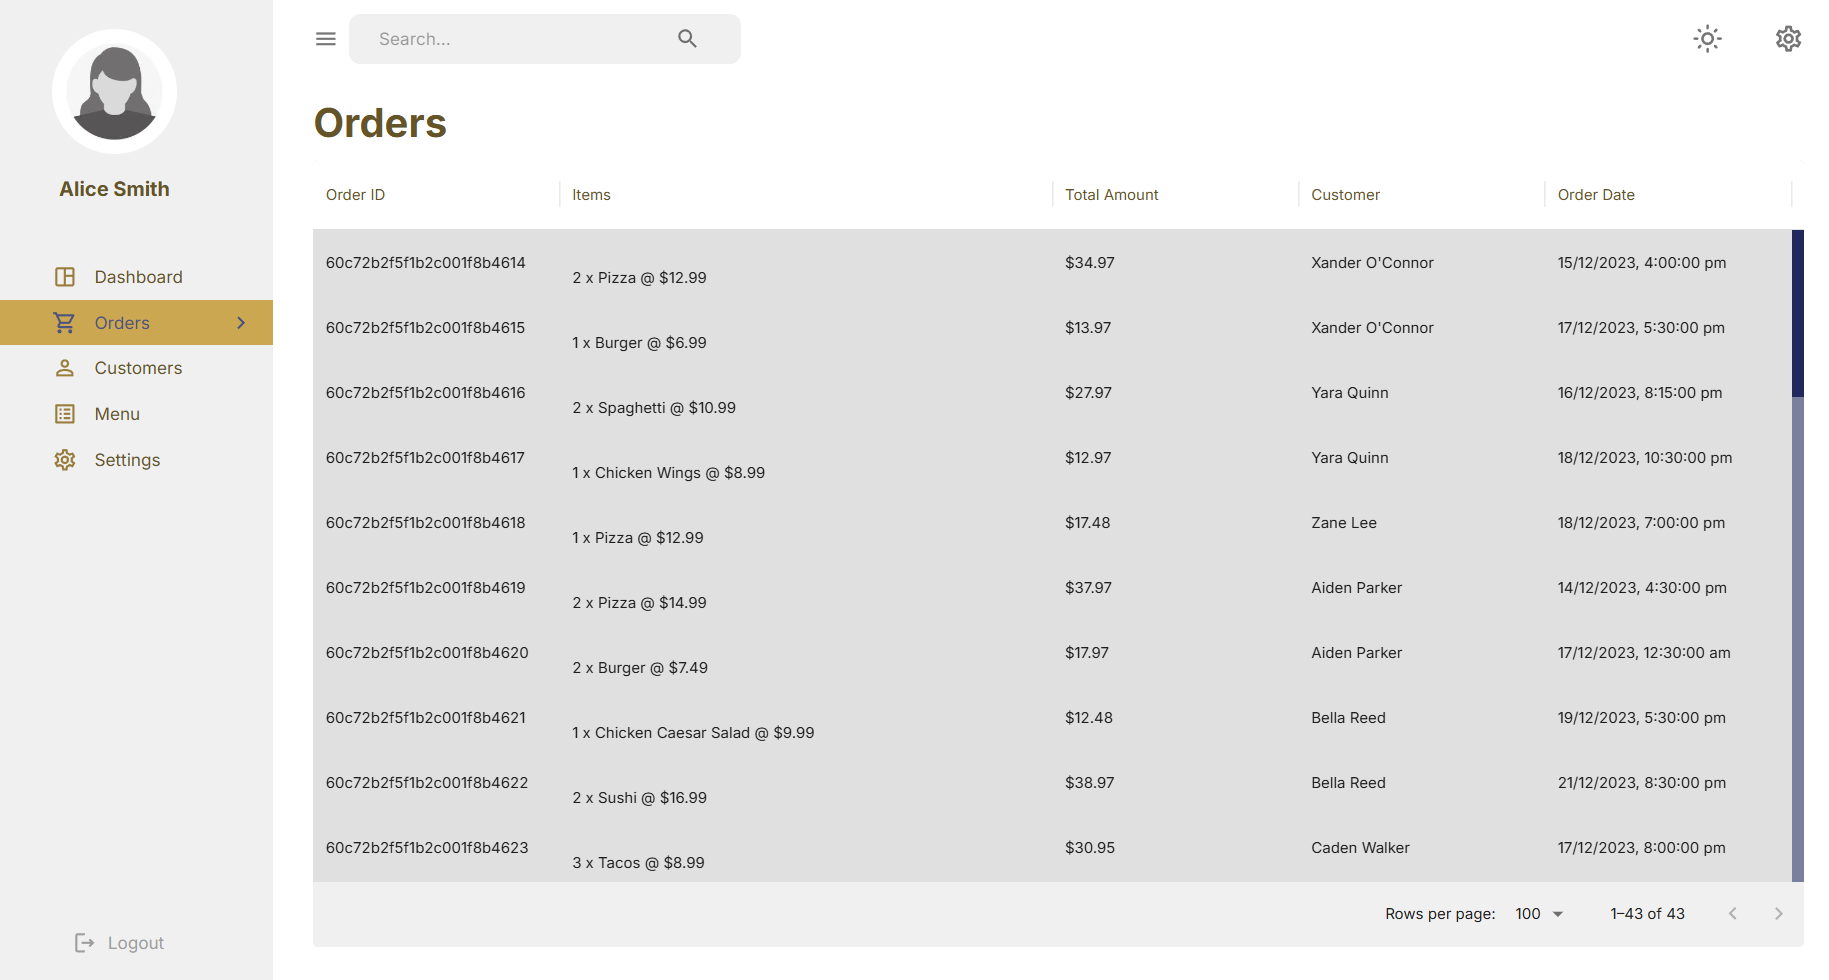 Alice Smith
Dashboard
Orders
Customers
Menu
Settings
Logout
Search...
Orders
Order ID Items Total Amount Customer Order Date
60c72b2f5f1b2c001f8b4614 2 x Pizza @ $12.99 $34.97 Xander O'Connor 15/12/2023, 4:00:00 pm
60c72b2f5f1b2c001f8b4615 1 x Burger @ $6.99 $13.97 Xander O'Connor 17/12/2023, 5:30:00 pm
60c72b2f5f1b2c001f8b4616 2 x Spaghetti @ $10.99 $27.97 Yara Quinn 16/12/2023, 8:15:00 pm
60c72b2f5f1b2c001f8b4617 1 x Chicken Wings @ $8.99 $12.97 Yara Quinn 18/12/2023, 10:30:00 pm
60c72b2f5f1b2c001f8b4618 1 x Pizza @ $12.99 $17.48 Zane Lee 18/12/2023, 7:00:00 pm
60c72b2f5f1b2c001f8b4619 2 x Pizza @ $14.99 $37.97 Aiden Parker 14/12/2023, 4:30:00 pm
60c72b2f5f1b2c001f8b4620 2 x Burger @ $7.49 $17.97 Aiden Parker 17/12/2023, 12:30:00 am
60c72b2f5f1b2c001f8b4621 1 x Chicken Caesar Salad @ $9.99 $12.48 Bella Reed 19/12/2023, 5:30:00 pm
60c72b2f5f1b2c001f8b4622 2 x Sushi @ $16.99 $38.97 Bella Reed 21/12/2023, 8:30:00 pm
60c72b2f5f1b2c001f8b4623 3 x Tacos @ $8.99 $30.95 Caden Walker 17/12/2023, 8:00:00 pm
Rows per page: 100 1–43 of 43